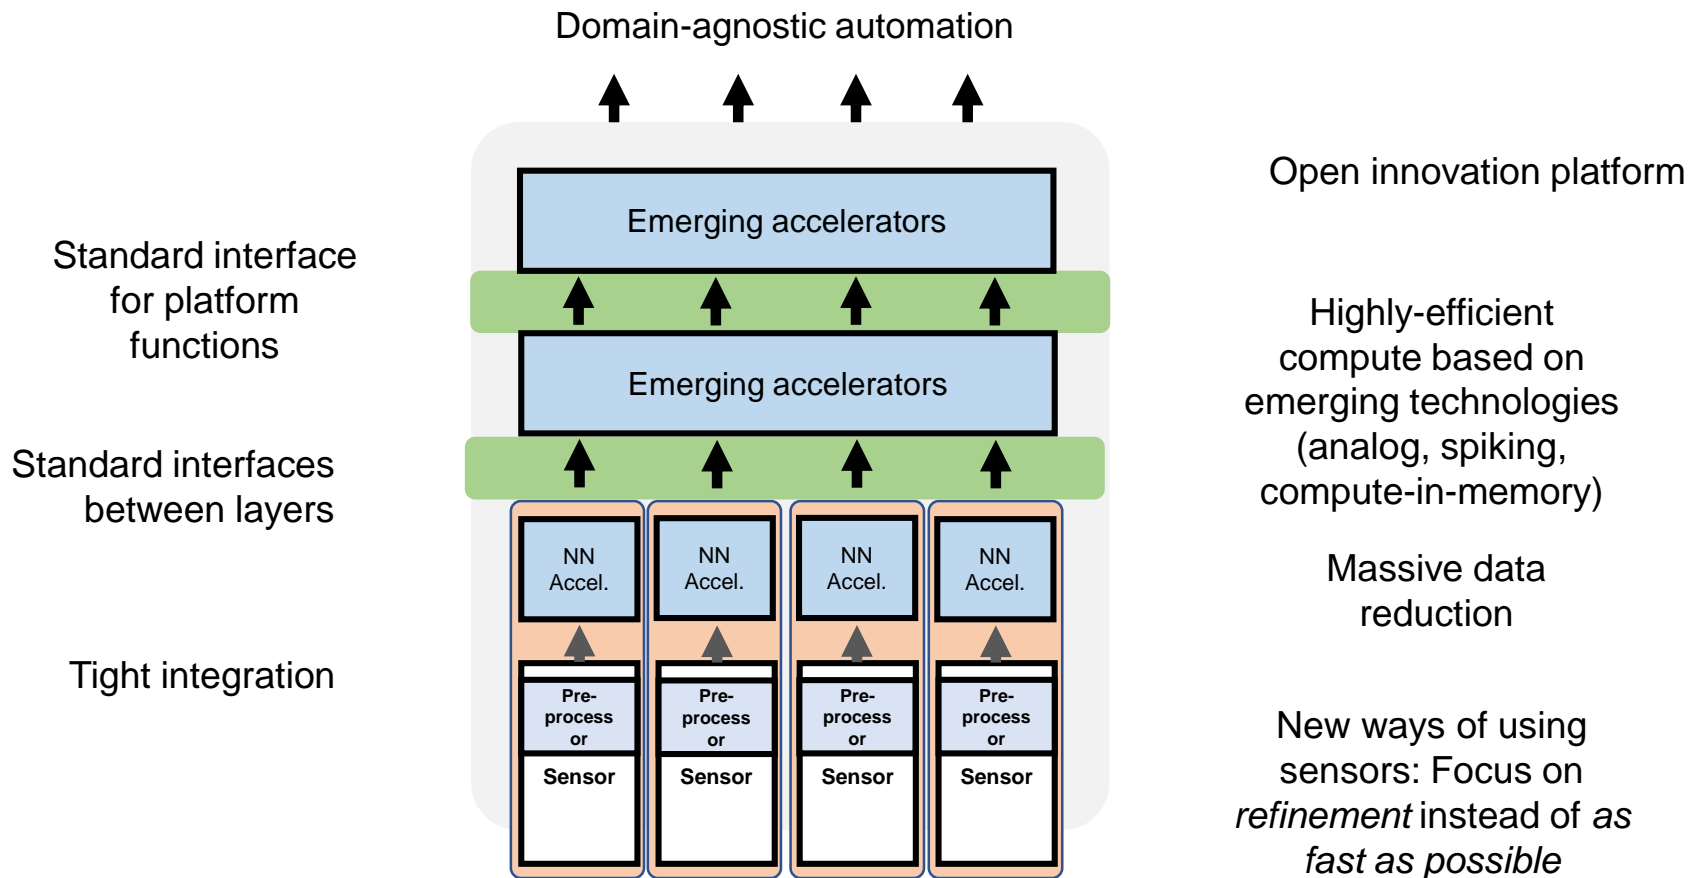 Domain-agnostic automation
Open innovation platform
Emerging accelerators
Standard interface
for platform
functions
Highly-efficient
compute based on
emerging technologies
(analog, spiking,
compute-in-memory)
Emerging accelerators
Standard interfaces
between layers
NN
Accel.
NN
Accel.
NN
Accel.
NN
Accel.
Massive data
reduction
Tight integration
Pre-
process
or
Sensor
Pre-
process
or
Sensor
Pre-
process
or
Sensor
Pre-
process
or
Sensor
New ways of using
sensors: Focus on
refinement instead of as
fast as possible